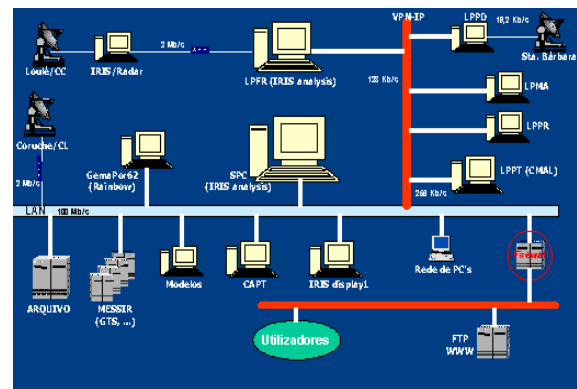 VPN-IP
LPPD
19,2 Kb/c
2 Mb/c
Loulé/CC
IRIS/Radar
LPFR (IRIS analysis)
Sta. Bárbara
128 Kb/c
LPMA
LPPR
Coruche/CL
GemaPor62
(Rainbow)
SPC
(IRIS analysis)
LPPT (CMAL)
2 Mb/c
256 Kb/c
LAN
100 Mb/c
Modelos
CAPT
IRIS display1
Rede de PC's
Firewall
ARQUIVO
MESSIR
(GTS, ...)
Utilizadores
FTP
WWW